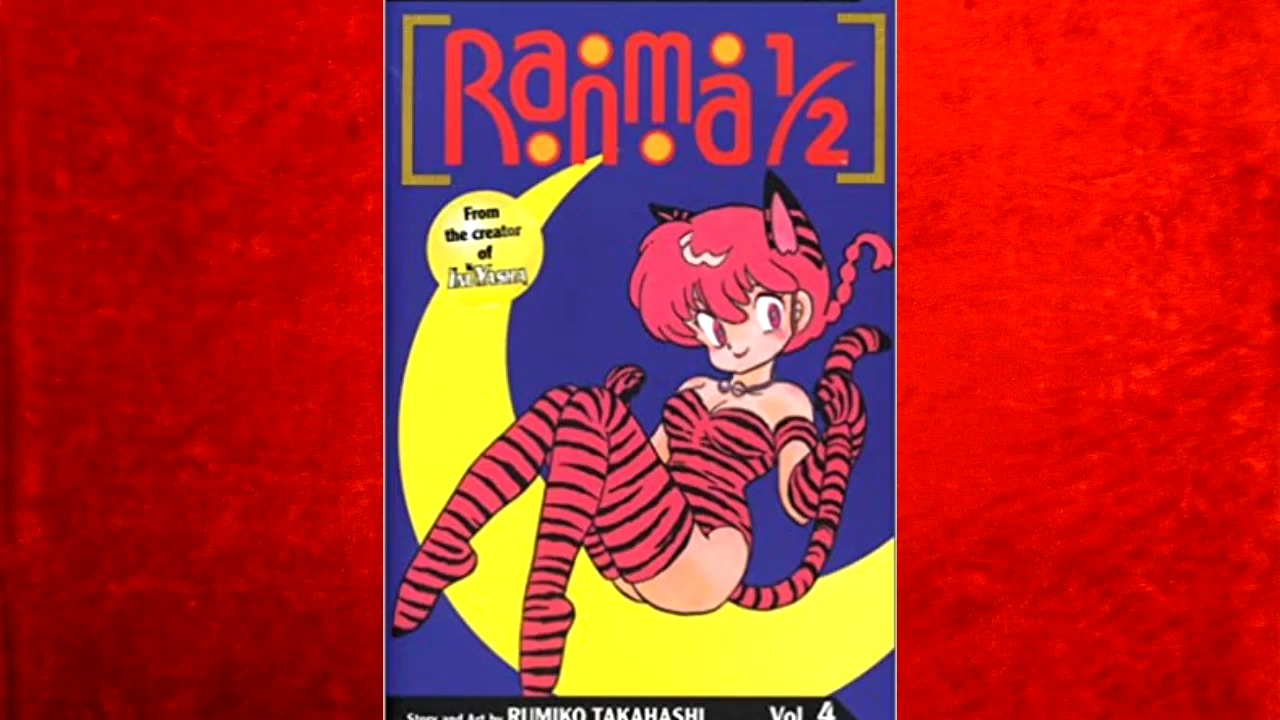 Ranma 1/2
From
the creator
of
INUYASHA
Story and Art by RUMIKO TAKAHASHI
Vol. 4